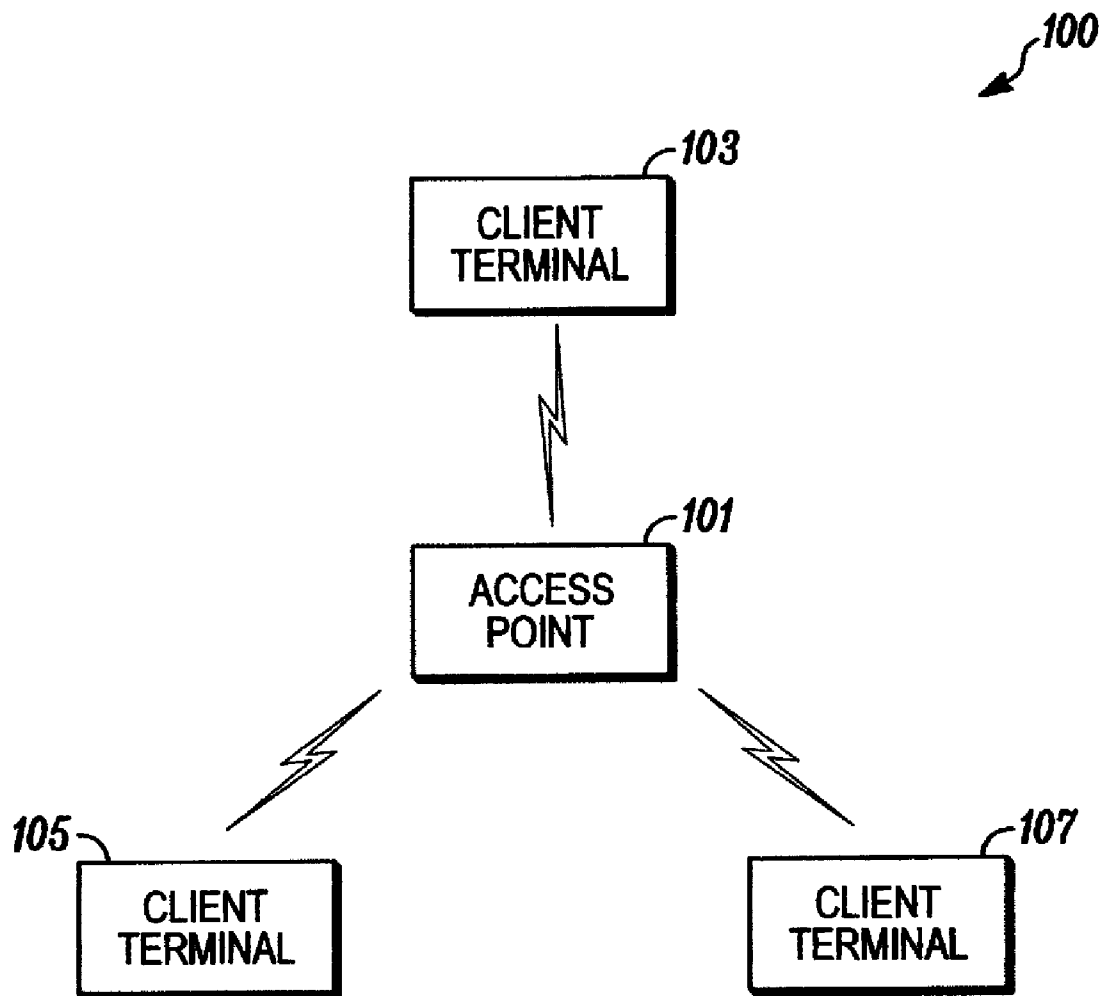 100
103
CLIENT
TERMINAL
101
ACCESS
POINT
105
CLIENT
TERMINAL
107
CLIENT
TERMINAL